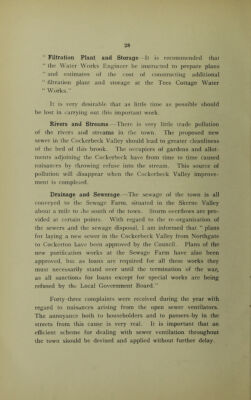 28
" Filtration Plant and Storage—It is recommended that
" the Water Works Engineer be instructed to prepare plans
" and estimates of the cost of constructing additional
" filtration plant and storage at the Tees Cottage Water
" Works."
It is very desirable that as little time as possible should
be lost in carrying out this important work.
Rivers and Streams.—There is very little trade pollution
of the rivers and streams in the town. The proposed new
sewer in the Cockerbeck Valley should lead to greater cleanliness
of the bed of this brook. The occupiers of gardens and allot-
ments adjoining the Cockerbeck have from time to time caused
nuisances by throwing refuse into the stream. This source of
pollution will disappear when the Cockerbeck Valley improve-
ment is completed.
Drainage and Sewerage.—The sewage of the town is all
conveyed to the Sewage Farm, situated in the Skerne Valley
about a mile to the south of the town. Storm overflows are pro-
vided at certain points. With regard to the re-organisation of
the sewers and the sewage disposal, I am informed that " plans
for laying a new sewer in the Cockerbeck Valley from Northgate
to Cockerton have been approved by the Council. Plans of the
new purification works at the Sewage Farm have also been
approved, but as loans are required for all these works they
must necessarily stand over until the termination of the war,
as all sanctions for loans except for special works are being
refused by the Local Government Board."
Forty-three complaints were received during the year with
regard to nuisances arising from the open sewer ventilators.
The annoyance both to householders and to passers-by in the
streets from this cause is very real. It is important that an
efficient scheme for dealing with sewer ventilation throughout
the town should be devised and applied without further delay.